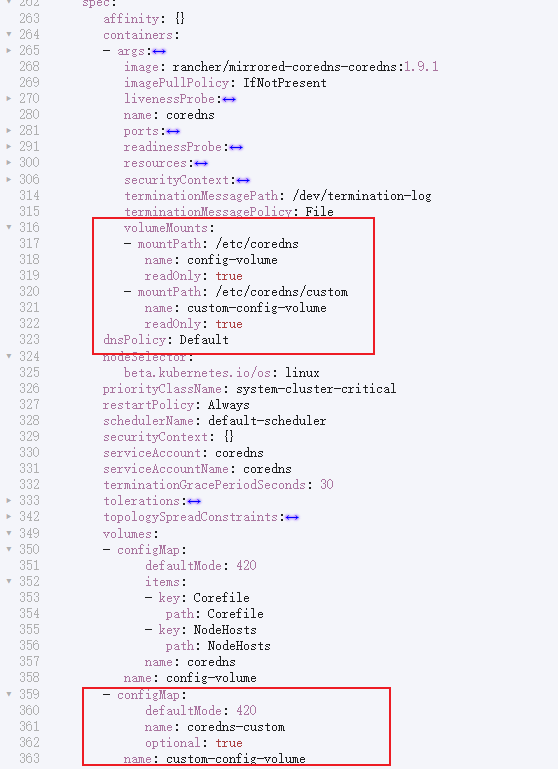 262 spec:
263 affinity: {}
264 containers:
265 - args:
268 image: rancher/mirrored-coredns-coredns:1.9.1
269 imagePullPolicy: IfNotPresent
270 livenessProbe:
280 name: coredns
281 ports:
291 readinessProbe:
300 resources:
306 securityContext:
314 terminationMessagePath: /dev/termination-log
315 terminationMessagePolicy: File
316 volumeMounts:
317 - mountPath: /etc/coredns
318 name: config-volume
319 readOnly: true
320 - mountPath: /etc/coredns/custom
321 name: custom-config-volume
322 readOnly: true
323 dnsPolicy: Default
324 nodeSelector:
325 beta.kubernetes.io/os: linux
326 priorityClassName: system-cluster-critical
327 restartPolicy: Always
328 schedulerName: default-scheduler
329 securityContext: {}
330 serviceAccount: coredns
331 serviceAccountName: coredns
332 terminationGracePeriodSeconds: 30
333 tolerations:
342 topologySpreadConstraints:
349 volumes:
350 - configMap:
351 defaultMode: 420
352 items:
353 - key: Corefile
354 path: Corefile
355 - key: NodeHosts
356 path: NodeHosts
357 name: coredns
358 name: config-volume
359 - configMap:
360 defaultMode: 420
361 name: coredns-custom
362 optional: true
363 name: custom-config-volume